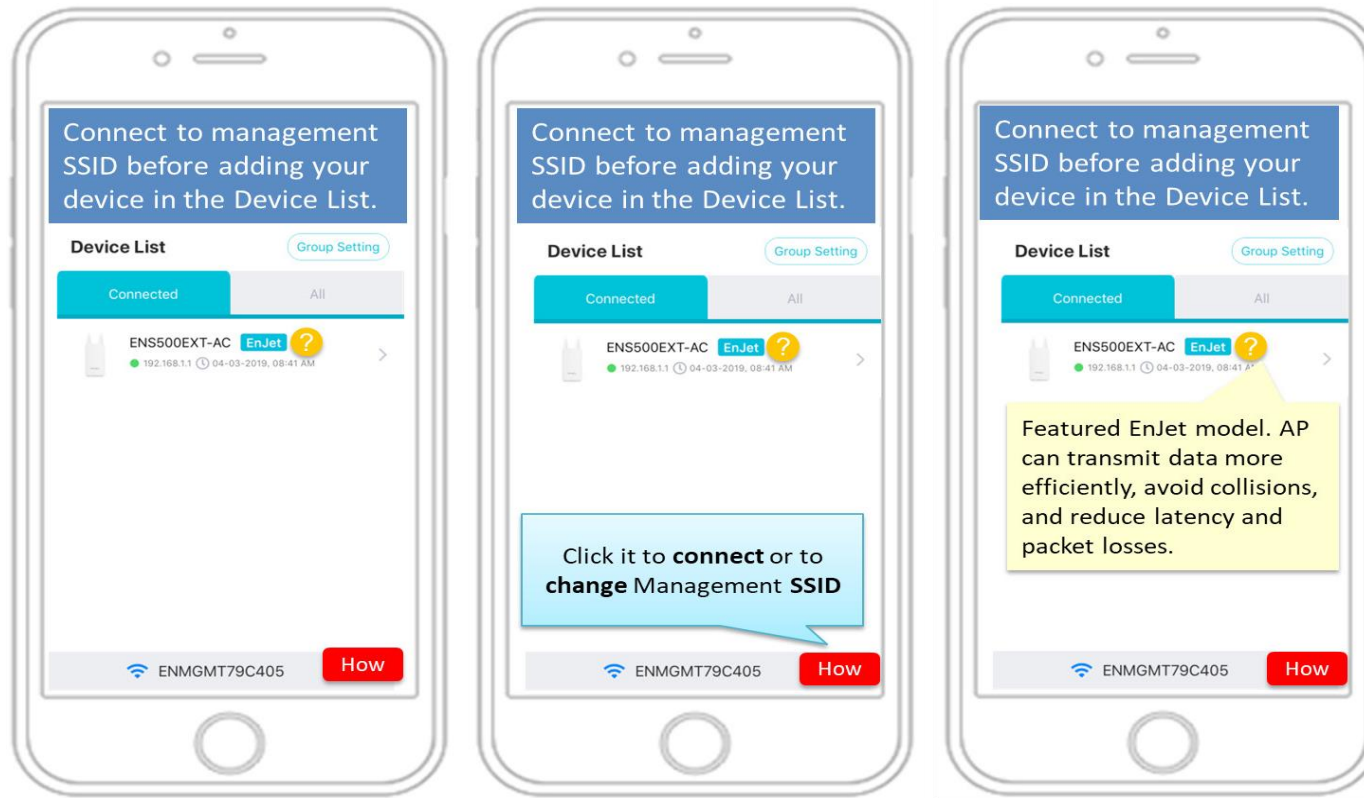 Connect to management
SSID before adding your
device in the Device List.
Device List
Group Setting
Connected
All
ENS500EXT-AC EnJet ?
192.168.1.1 04-03-2019, 08:41 AM
ENMGMT79C405
How
Connect to management
SSID before adding your
device in the Device List.
Device List
Group Setting
Connected
All
ENS500EXT-AC EnJet ?
192.168.1.1 04-03-2019, 08:41 AM
Click it to connect or to
change Management SSID
ENMGMT79C405
How
Connect to management
SSID before adding your
device in the Device List.
Device List
Group Setting
Connected
All
ENS500EXT-AC EnJet ?
192.168.1.1 04-03-2019, 08:41
Featured EnJet model. AP
can transmit data more
efficiently, avoid collisions,
and reduce latency and
packet losses.
ENMGMT79C405
How